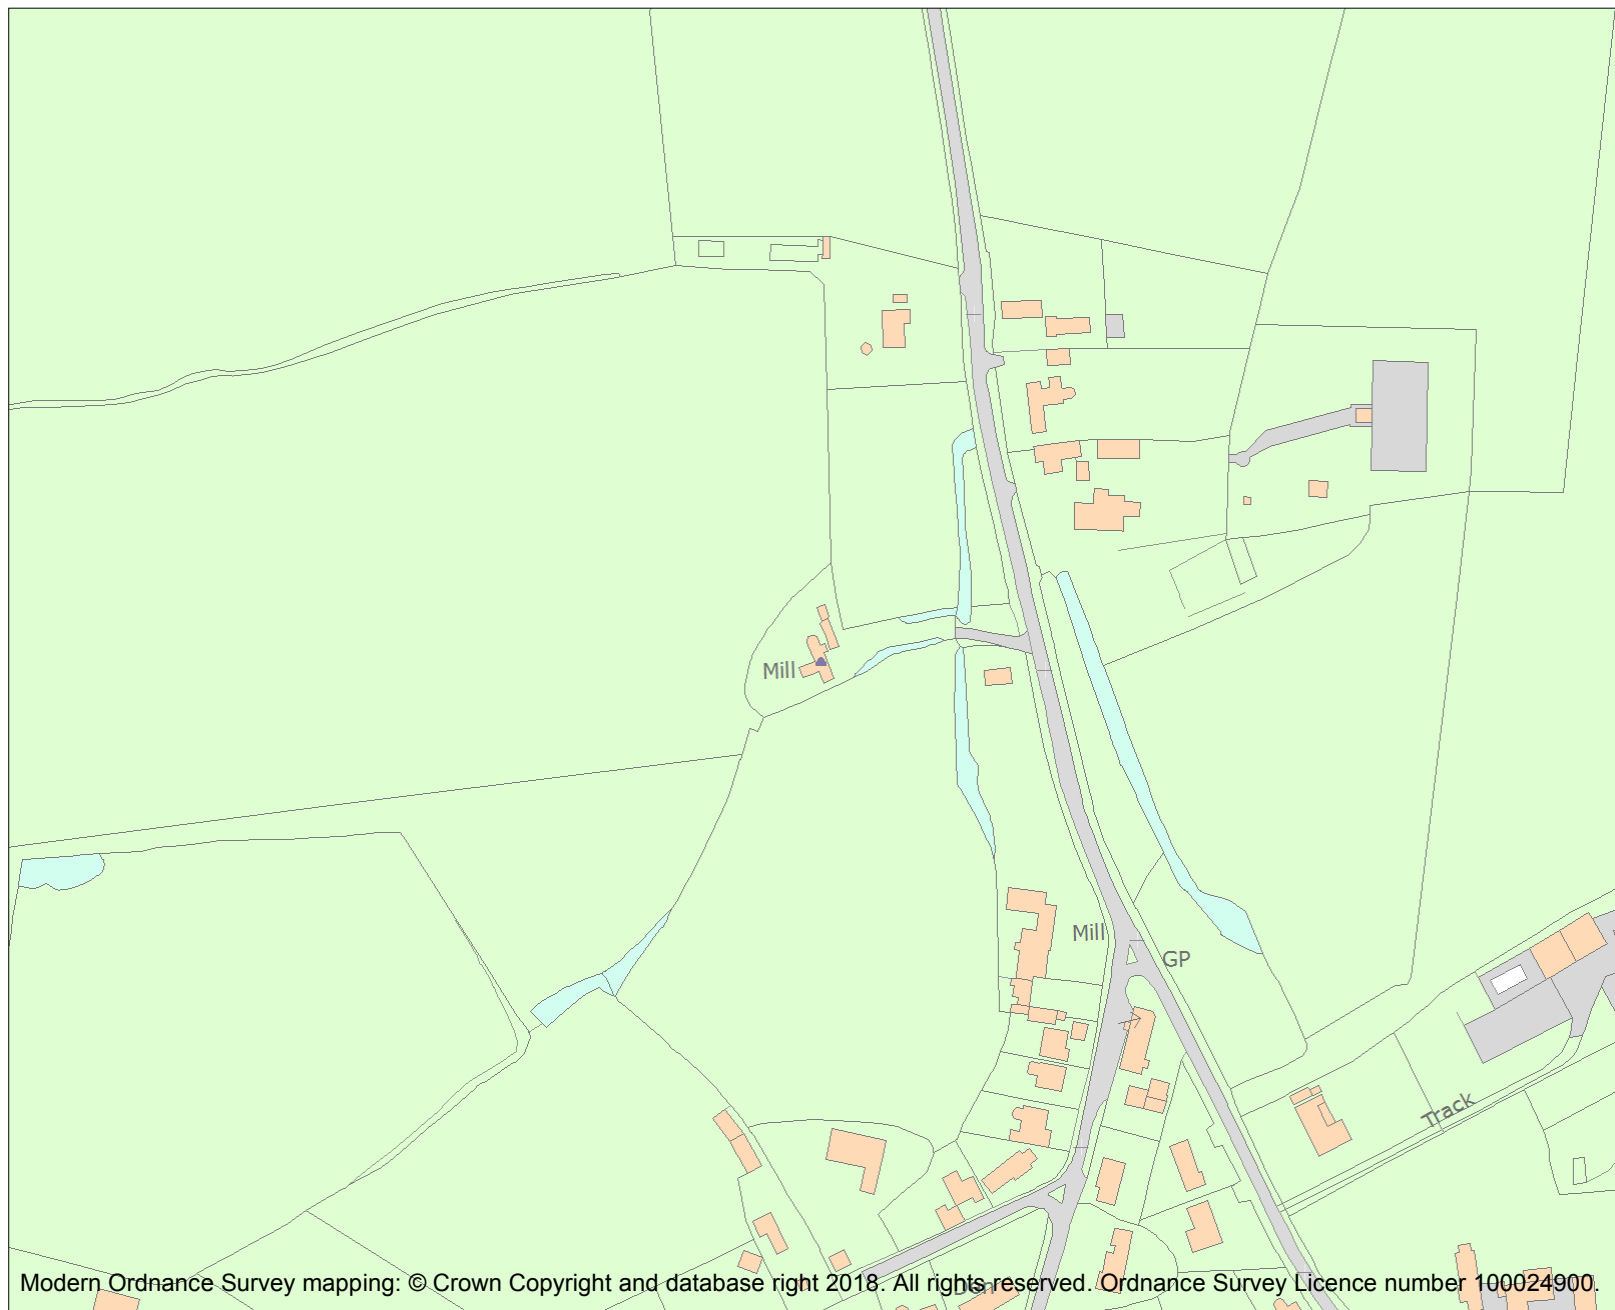 Mill
Mill
GP
Track
Den
Modern Ordnance Survey mapping: © Crown Copyright and database right 2018. All rights reserved. Ordnance Survey Licence number 100024900.